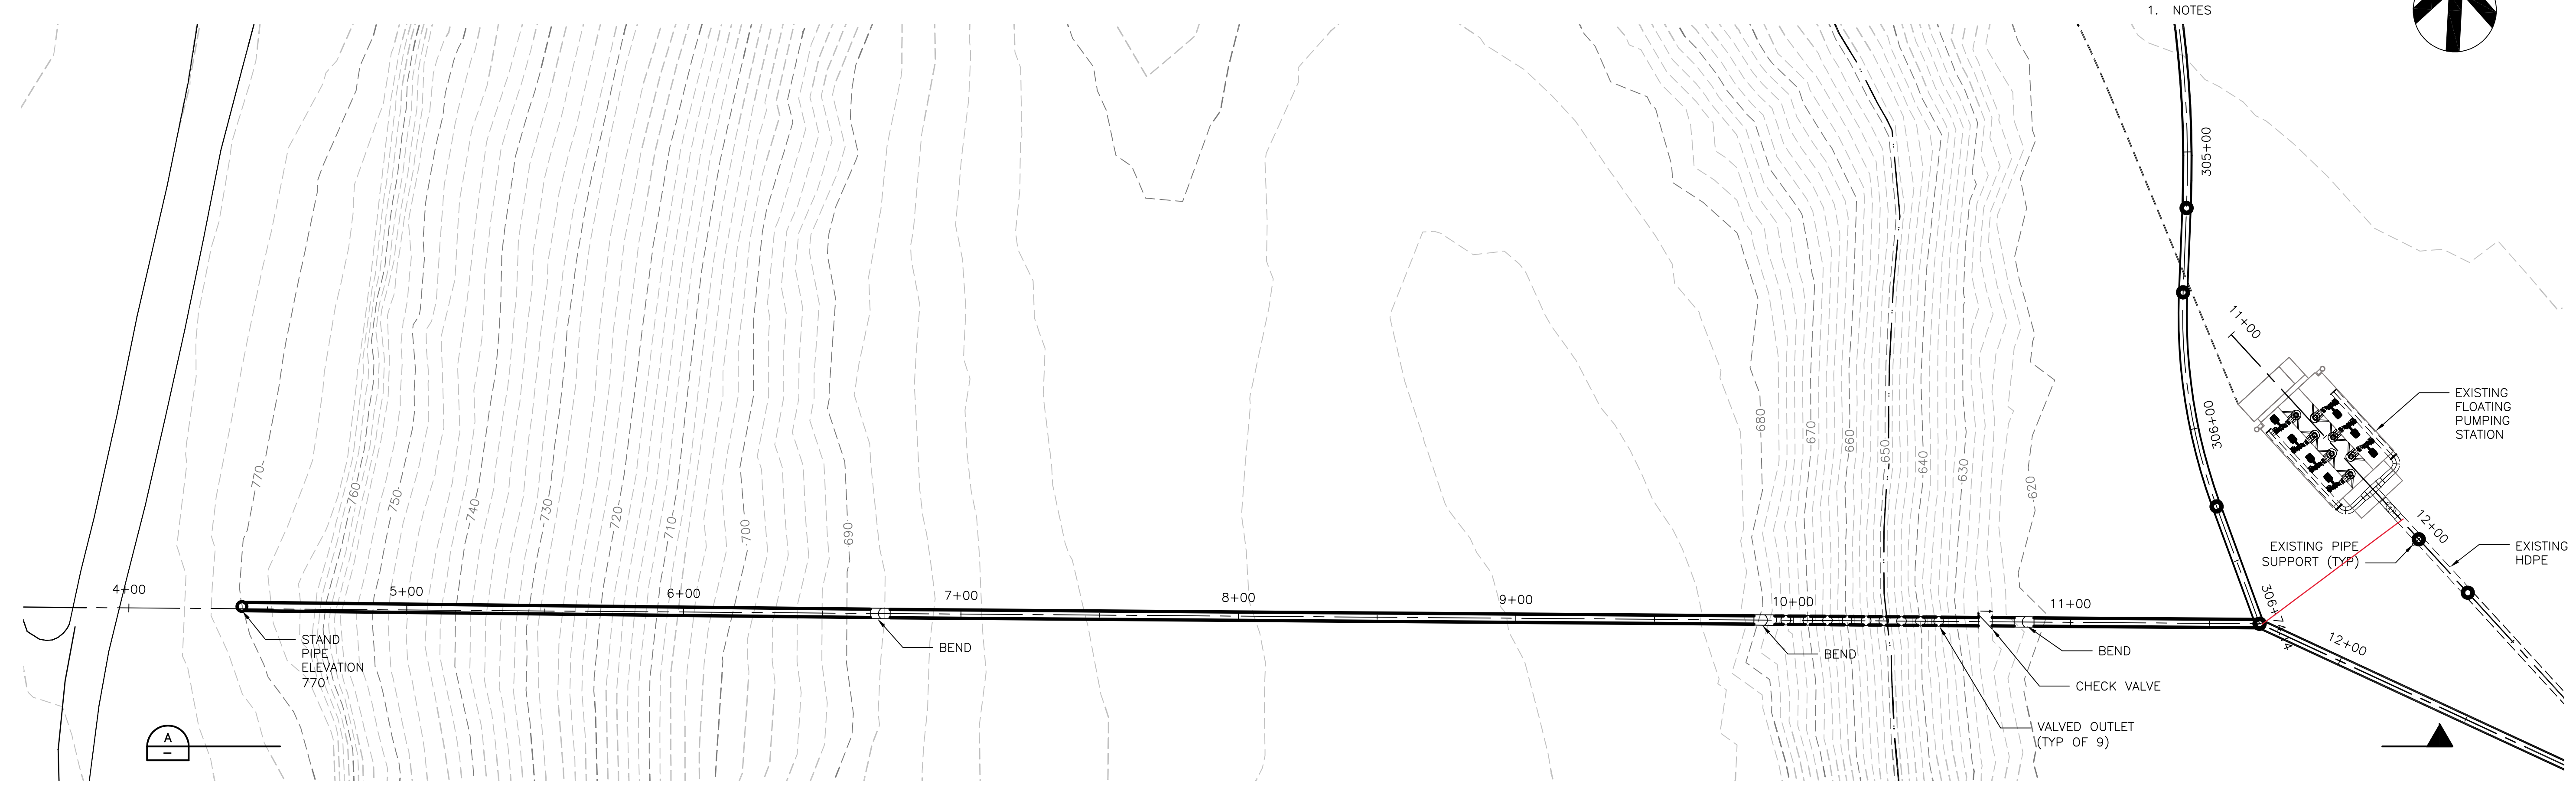 1. NOTES
305+00
11+00
306+00
EXISTING
FLOATING
PUMPING
STATION
770
760
750
740
730
720
710
700
690
680
670
660
650
640
630
620
12+00
EXISTING PIPE
SUPPORT (TYP)
EXISTING
HDPE
4+00
5+00
6+00
7+00
8+00
9+00
10+00
11+00
12+00
STAND
PIPE
ELEVATION
770'
BEND
BEND
BEND
CHECK VALVE
VALVED OUTLET
(TYP OF 9)
A
–